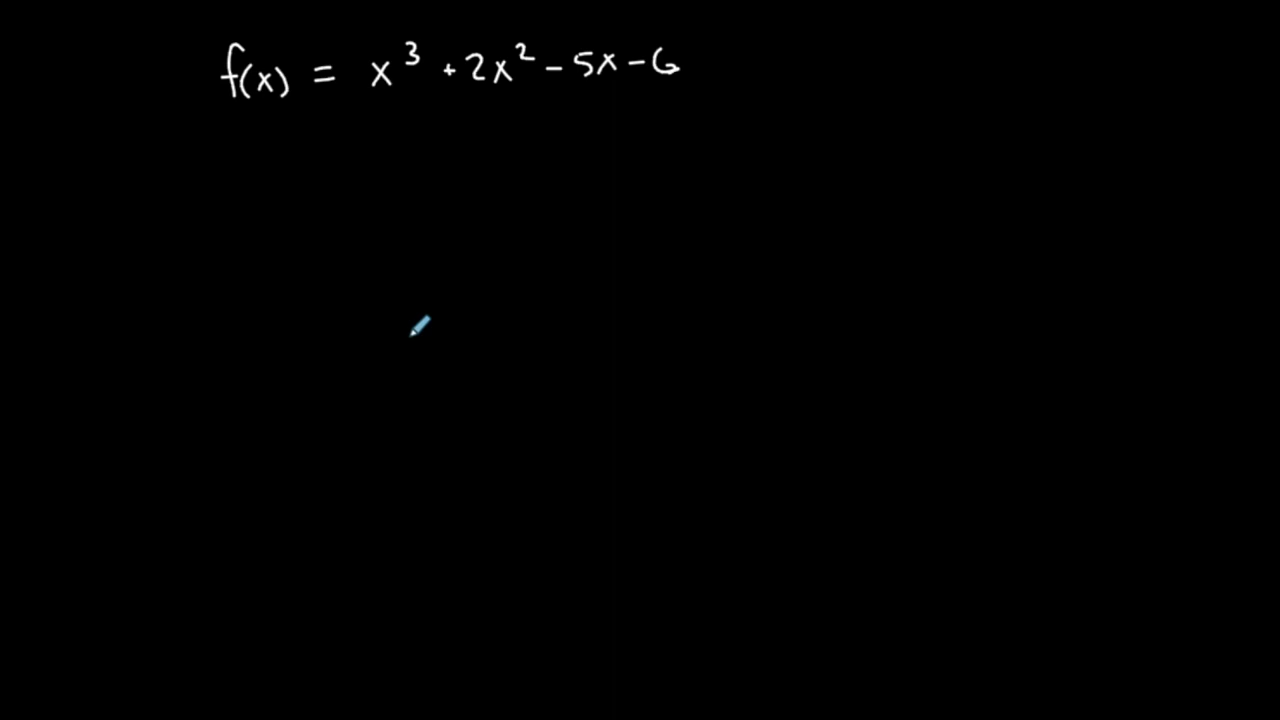 f(x) = x³ + 2x² - 5x - 6